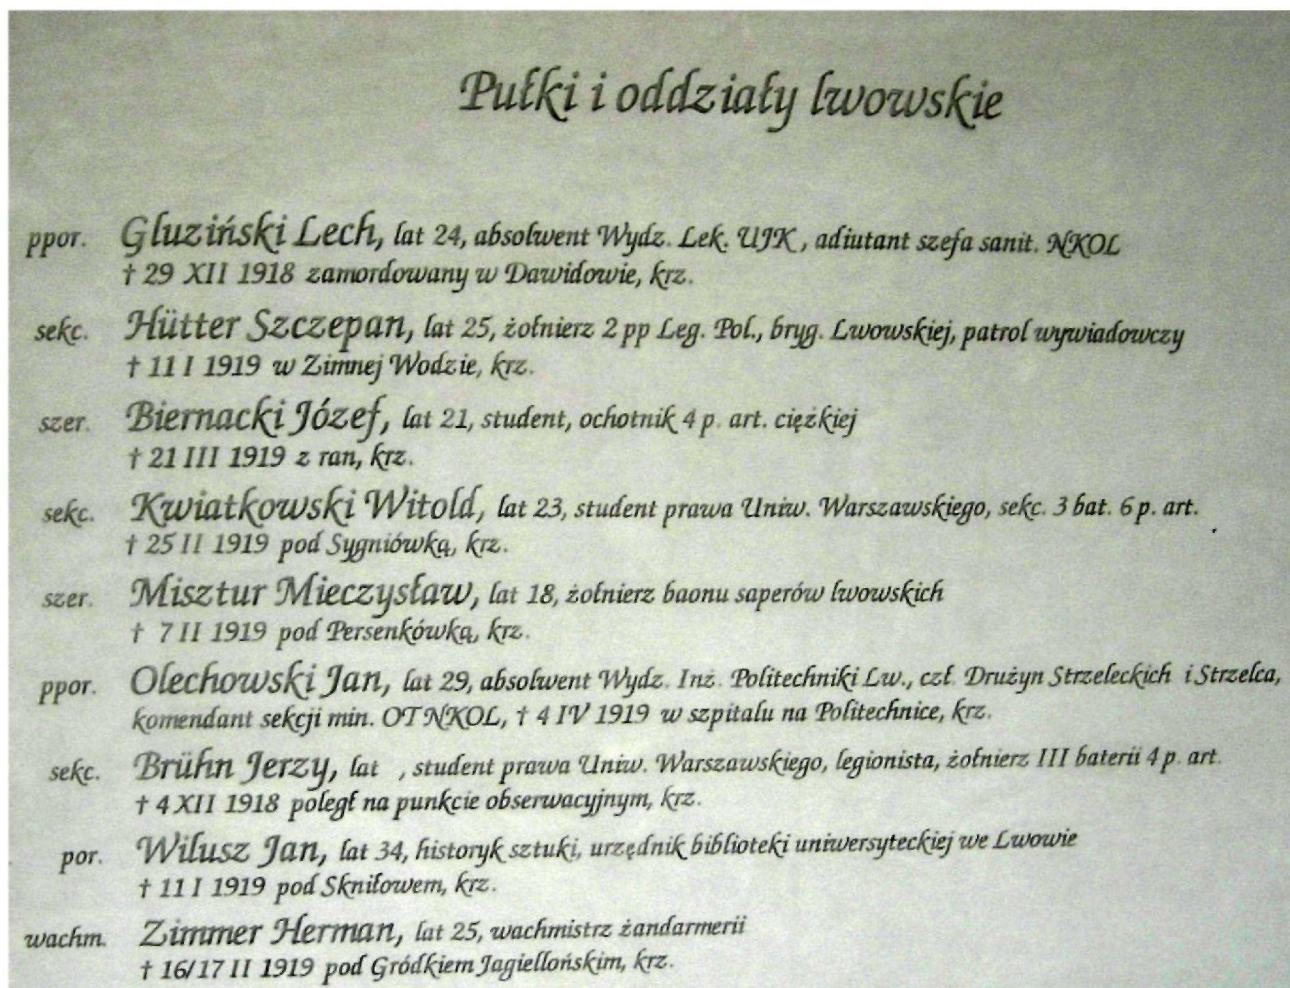 Pułki i oddziały lwowskie
ppor. Gluziński Lech, lat 24, absolwent Wydz. Lek. UJK, adiutant szefa sanit. NKOL
† 29 XII 1918 zamordowany w Dawidowie, krz.
sekc. Hütter Szczepan, lat 25, żołnierz 2 pp Leg. Pol., bryg. Lwowskiej, patrol wywiadowczy
† 11 I 1919 w Zimnej Wodzie, krz.
szer. Biernacki Józef, lat 21, student, ochotnik 4 p. art. ciężkiej
† 21 III 1919 z ran, krz.
sekc. Kwiatkowski Witold, lat 23, student prawa Uniw. Warszawskiego, sekc. 3 bat. 6 p. art.
† 25 II 1919 pod Sygniówką, krz.
szer. Misztur Mieczysław, lat 18, żołnierz baonu saperów lwowskich
† 7 II 1919 pod Persenkówką, krz.
ppor. Olechowski Jan, lat 29, absolwent Wydz. Inż. Politechniki Lw., czł. Drużyn Strzeleckich i Strzelca,
komendant sekcji min. OT NKOL, † 4 IV 1919 w szpitalu na Politechnice, krz.
sekc. Brühn Jerzy, lat , student prawa Uniw. Warszawskiego, legionista, żołnierz III baterii 4 p. art.
† 4 XII 1918 poległ na punkcie obserwacyjnym, krz.
por. Wilusz Jan, lat 34, historyk sztuki, urzędnik biblioteki uniwersyteckiej we Lwowie
† 11 I 1919 pod Skniłowem, krz.
wachm. Zimmer Herman, lat 25, wachmistrz żandarmerii
† 16/17 II 1919 pod Gródkiem Jagiellońskim, krz.